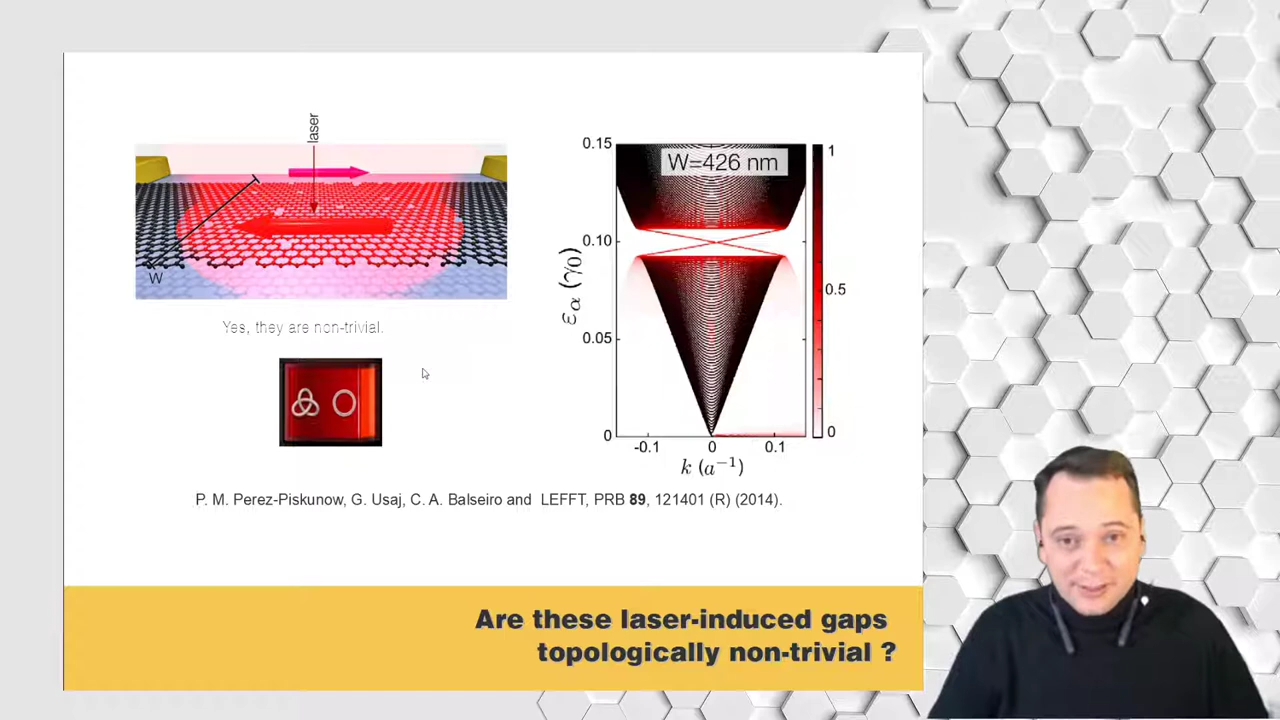 laser
W
Yes, they are non-trivial.
W=426 nm
0.15
0.10
0.05
0
εα (γ0)
-0.1
0
0.1
k (a−1)
1
0.5
0
P. M. Perez-Piskunow, G. Usaj, C. A. Balseiro and LEFFT, PRB 89, 121401 (R) (2014).
Are these laser-induced gaps
topologically non-trivial ?